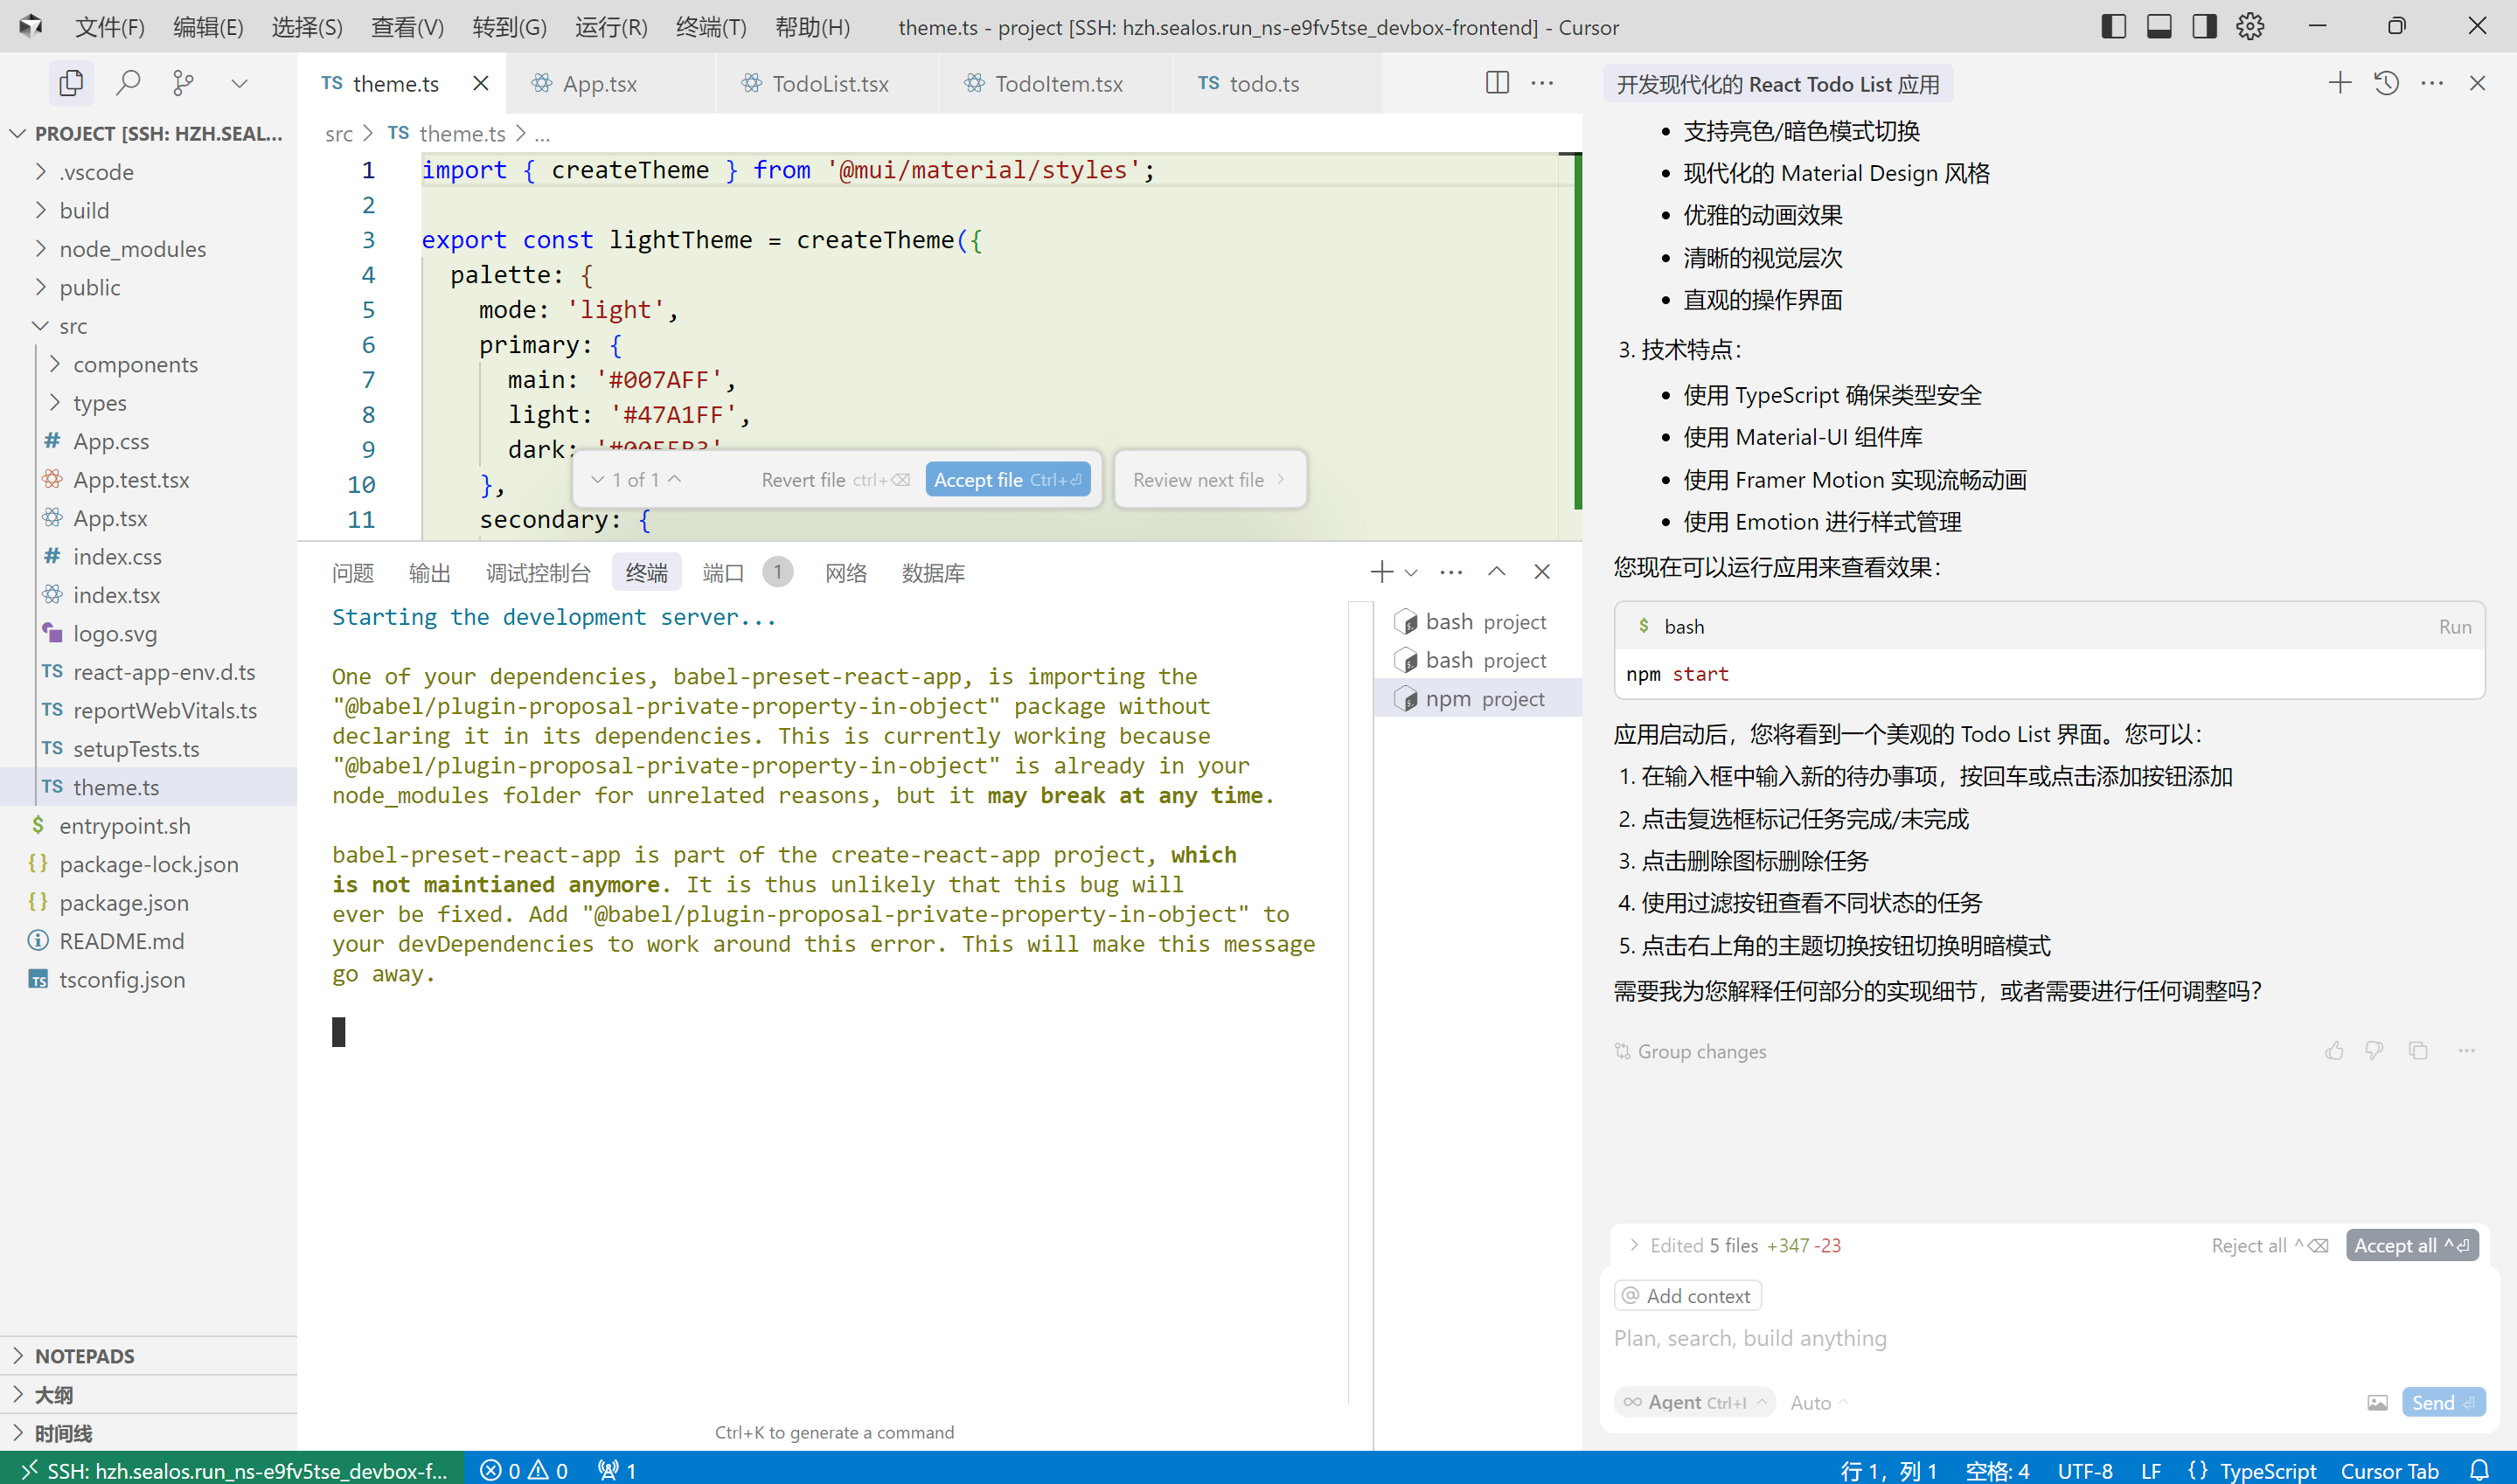 文件(F) 编辑(E) 选择(S) 查看(V) 转到(G) 运行(R) 终端(T) 帮助(H) theme.ts - project [SSH: hzh.sealos.run_ns-e9fv5tse_devbox-frontend] - Cursor
PROJECT [SSH: HZH.SEAL...
.vscode
build
node_modules
public
src
components
types
# App.css
App.test.tsx
App.tsx
# index.css
index.tsx
logo.svg
TS react-app-env.d.ts
TS reportWebVitals.ts
TS setupTests.ts
TS theme.ts
$ entrypoint.sh
{} package-lock.json
{} package.json
README.md
TS tsconfig.json
NOTEPADS
大纲
时间线
TS theme.ts App.tsx TodoList.tsx TodoItem.tsx TS todo.ts
src > TS theme.ts > ...
1 import { createTheme } from '@mui/material/styles';
2
3 export const lightTheme = createTheme({
4 palette: {
5 mode: 'light',
6 primary: {
7 main: '#007AFF',
8 light: '#47A1FF',
9 dark: '#0055B3'
10 },
11 secondary: {
1 of 1 Revert file ctrl+⌫ Accept file Ctrl+⏎ Review next file
问题 输出 调试控制台 终端 端口 1 网络 数据库
Starting the development server...
One of your dependencies, babel-preset-react-app, is importing the
"@babel/plugin-proposal-private-property-in-object" package without
declaring it in its dependencies. This is currently working because
"@babel/plugin-proposal-private-property-in-object" is already in your
node_modules folder for unrelated reasons, but it may break at any time.
babel-preset-react-app is part of the create-react-app project, which
is not maintianed anymore. It is thus unlikely that this bug will
ever be fixed. Add "@babel/plugin-proposal-private-property-in-object" to
your devDependencies to work around this error. This will make this message
go away.
Ctrl+K to generate a command
bash project
bash project
npm project
开发现代化的 React Todo List 应用
• 支持亮色/暗色模式切换
• 现代化的 Material Design 风格
• 优雅的动画效果
• 清晰的视觉层次
• 直观的操作界面
3. 技术特点：
• 使用 TypeScript 确保类型安全
• 使用 Material-UI 组件库
• 使用 Framer Motion 实现流畅动画
• 使用 Emotion 进行样式管理
您现在可以运行应用来查看效果：
$ bash Run
npm start
应用启动后，您将看到一个美观的 Todo List 界面。您可以：
1. 在输入框中输入新的待办事项，按回车或点击添加按钮添加
2. 点击复选框标记任务完成/未完成
3. 点击删除图标删除任务
4. 使用过滤按钮查看不同状态的任务
5. 点击右上角的主题切换按钮切换明暗模式
需要我为您解释任何部分的实现细节，或者需要进行任何调整吗？
Group changes
Edited 5 files +347 -23 Reject all ^⌫ Accept all ^⏎
@ Add context
Plan, search, build anything
∞ Agent Ctrl+I Auto Send ⏎
SSH: hzh.sealos.run_ns-e9fv5tse_devbox-f... 0 0 1 行 1，列 1 空格: 4 UTF-8 LF {} TypeScript Cursor Tab